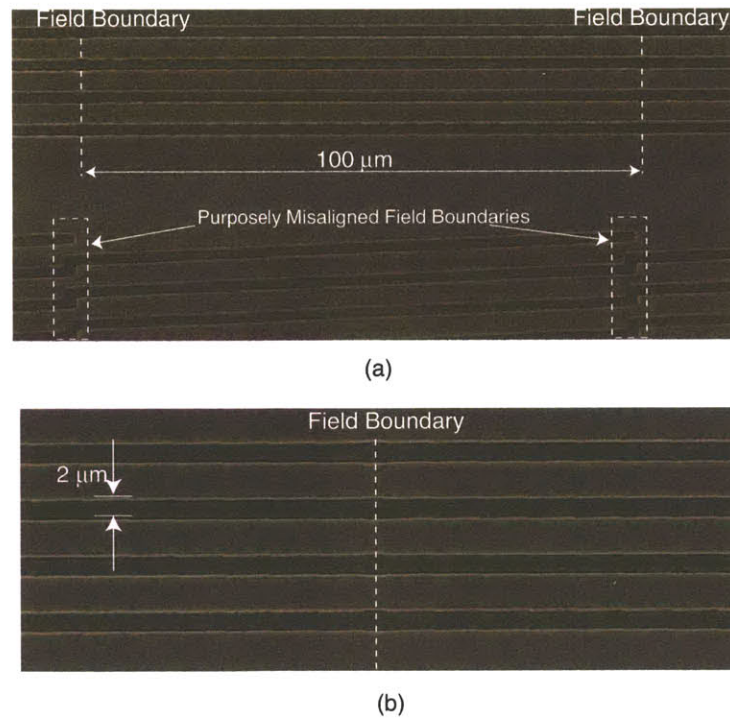 Field Boundary
Field Boundary
100 μm
Purposely Misaligned Field Boundaries
(a)
Field Boundary
2 μm
(b)